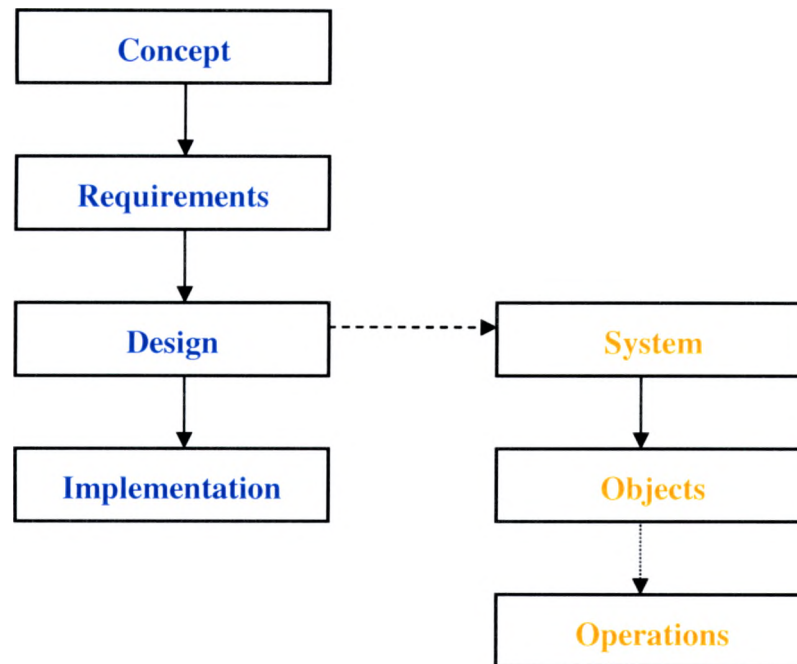 Concept
Requirements
Design
Implementation
System
Objects
Operations